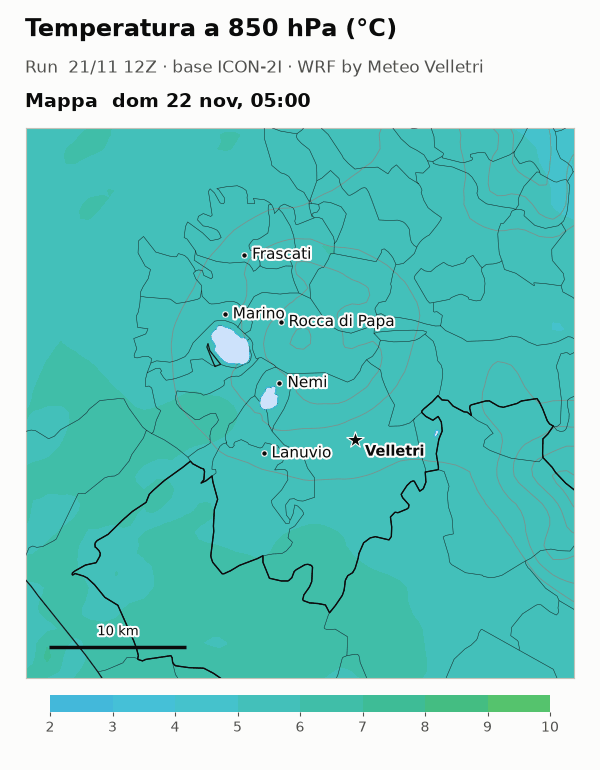 Temperatura a 850 hPa (°C)
Run 21/11 12Z · base ICON-2I · WRF by Meteo Velletri
Mappa dom 22 nov, 05:00
Frascati
Marino
Rocca di Papa
Nemi
Velletri
Lanuvio
10 km
2 3 4 5 6 7 8 9 10